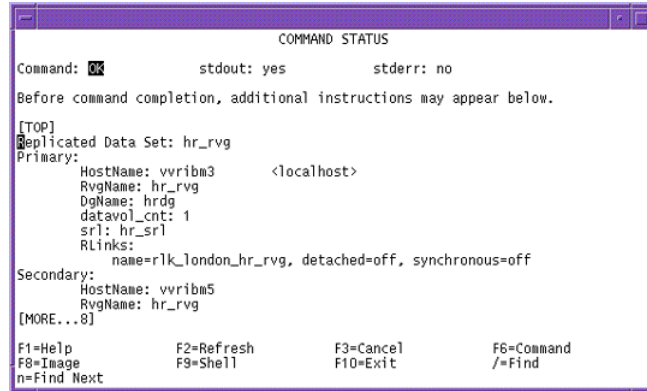 COMMAND STATUS
Command: OK stdout: yes stderr: no
Before command completion, additional instructions may appear below.
[TOP]
Replicated Data Set: hr_rvg
Primary:
HostName: vvribm3 <localhost>
RvgName: hr_rvg
DgName: hrdg
datavol_cnt: 1
srl: hr_srl
RLinks:
name=rlk_london_hr_rvg, detached=off, synchronous=off
Secondary:
HostName: vvribm5
RvgName: hr_rvg
[MORE...8]
F1=Help F2=Refresh F3=Cancel F6=Command
F8=Image F9=Shell F10=Exit /=Find
n=Find Next